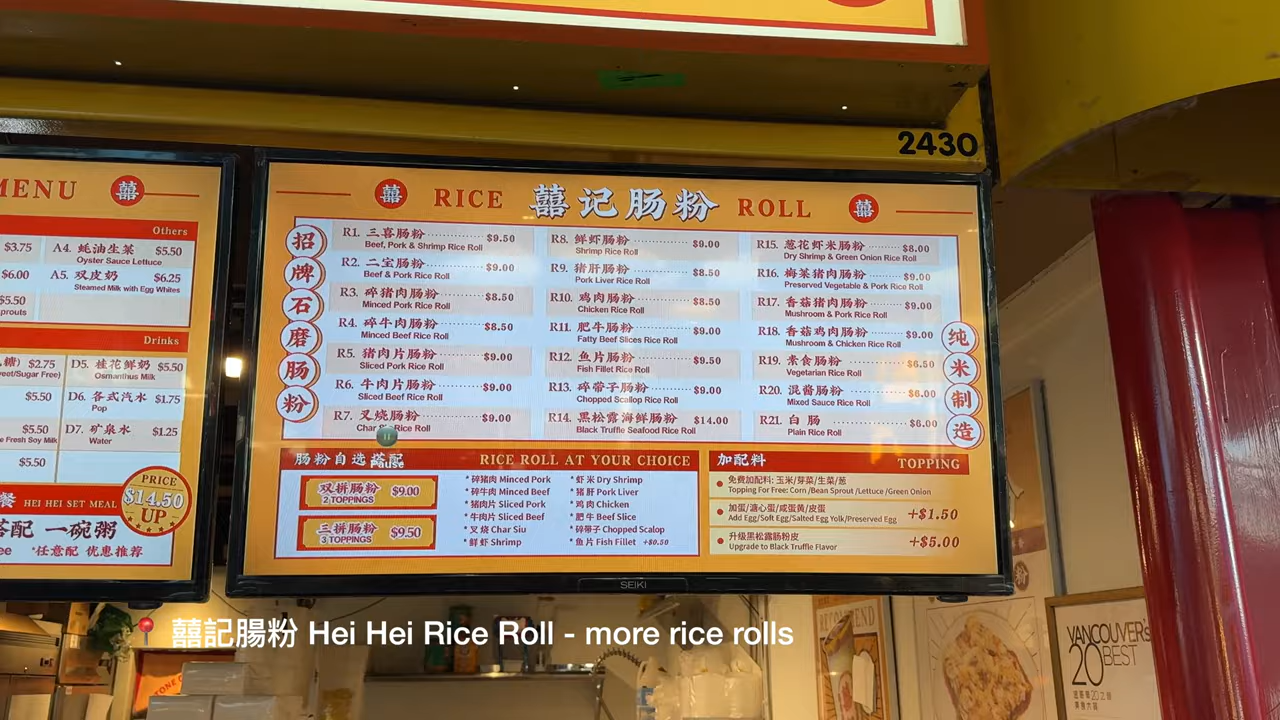 2430
MENU 囍
Others
$3.75 A4. 蚝油生菜 $5.50
Oyster Sauce Lettuce
$6.00 A5. 双皮奶 $6.25
Steamed Milk with Egg Whites
$5.50
prouts
Drinks
糖) $2.75 D5. 桂花鲜奶 $5.50
eet/Sugar Free) Osmanthus Milk
$5.50 D6. 各式汽水 $1.75
Pop
$5.50 D7. 矿泉水 $1.25
e Fresh Soy Milk Water
$5.50
餐 HEI HEI SET MEAL
PRICE
$14.50
UP
搭配 一碗粥
ee *任意配 优惠推荐
囍 RICE 囍记肠粉 ROLL 囍
招牌石磨肠粉
R1. 三喜肠粉 $9.50
Beef, Pork & Shrimp Rice Roll
R2. 二宝肠粉 $9.00
Beef & Pork Rice Roll
R3. 碎猪肉肠粉 $8.50
Minced Pork Rice Roll
R4. 碎牛肉肠粉 $8.50
Minced Beef Rice Roll
R5. 猪肉片肠粉 $9.00
Sliced Pork Rice Roll
R6. 牛肉片肠粉 $9.00
Sliced Beef Rice Roll
R7. 叉烧肠粉 $9.00
Char Rice Roll
R8. 鲜虾肠粉 $9.00
Shrimp Rice Roll
R9. 猪肝肠粉 $8.50
Pork Liver Rice Roll
R10. 鸡肉肠粉 $8.50
Chicken Rice Roll
R11. 肥牛肠粉 $9.00
Fatty Beef Slices Rice Roll
R12. 鱼片肠粉 $9.50
Fish Fillet Rice Roll
R13. 碎带子肠粉 $9.00
Chopped Scallop Rice Roll
R14. 黑松露海鲜肠粉 $14.00
Black Truffle Seafood Rice Roll
R15. 葱花虾米肠粉 $8.00
Dry Shrimp & Green Onion Rice Roll
R16. 梅菜猪肉肠粉 $9.00
Preserved Vegetable & Pork Rice Roll
R17. 香菇猪肉肠粉 $9.00
Mushroom & Pork Rice Roll
R18. 香菇鸡肉肠粉 $9.00
Mushroom & Chicken Rice Roll
R19. 素食肠粉 $6.50
Vegetarian Rice Roll
R20. 混酱肠粉 $6.00
Mixed Sauce Rice Roll
R21. 白肠 $6.00
Plain Rice Roll
纯米制造
肠粉自选搭配 RICE ROLL AT YOUR CHOICE
Pause
双拼肠粉 $9.00
2 TOPPINGS
三拼肠粉 $9.50
3 TOPPINGS
*碎猪肉 Minced Pork
*碎牛肉 Minced Beef
*猪肉片 Sliced Pork
*牛肉片 Sliced Beef
*叉烧 Char Siu
*鲜虾 Shrimp
*虾米 Dry Shrimp
*猪肝 Pork Liver
*鸡肉 Chicken
*肥牛 Beef Slice
*碎带子 Chopped Scalop
*鱼片 Fish Fillet +$0.50
加配料 TOPPING
免費加配料: 玉米/芽菜/生菜/葱
Topping For Free: Corn /Bean Sprout /Lettuce /Green Onion
加蛋/溏心蛋/咸蛋黄/皮蛋 +$1.50
Add Egg/Soft Egg/Salted Egg Yolk/Preserved Egg
升级黑松露肠粉皮 +$5.00
Upgrade to Black Truffle Flavor
SEIKI
囍記腸粉 Hei Hei Rice Roll - more rice rolls
VANCOUVER's
20 BEST